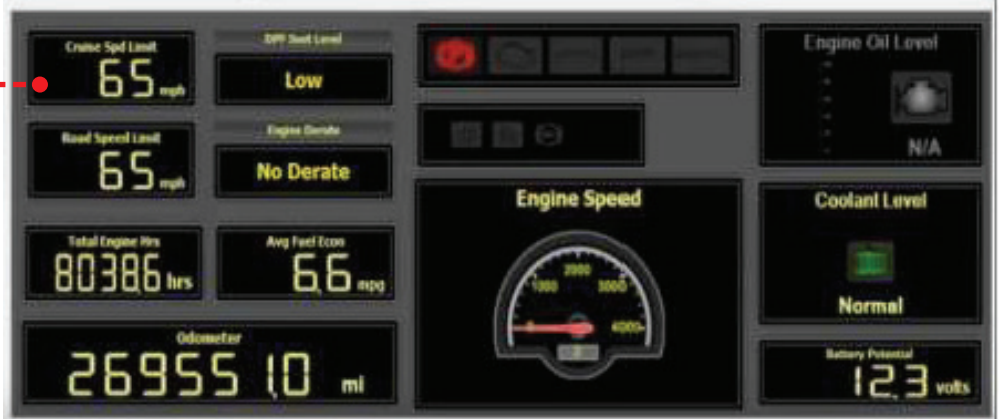 Cruise Spd Limit
65 mph
Road Speed Limit
65 mph
DPF Soot Level
Low
Engine Derate
No Derate
Total Engine Hrs
8038.6 hrs
Avg Fuel Econ
6.6 mpg
Odometer
269551.0 mi
Engine Speed
0
1000
2000
3000
4000
Engine Oil Level
N/A
Coolant Level
Normal
Battery Potential
12.3 volts